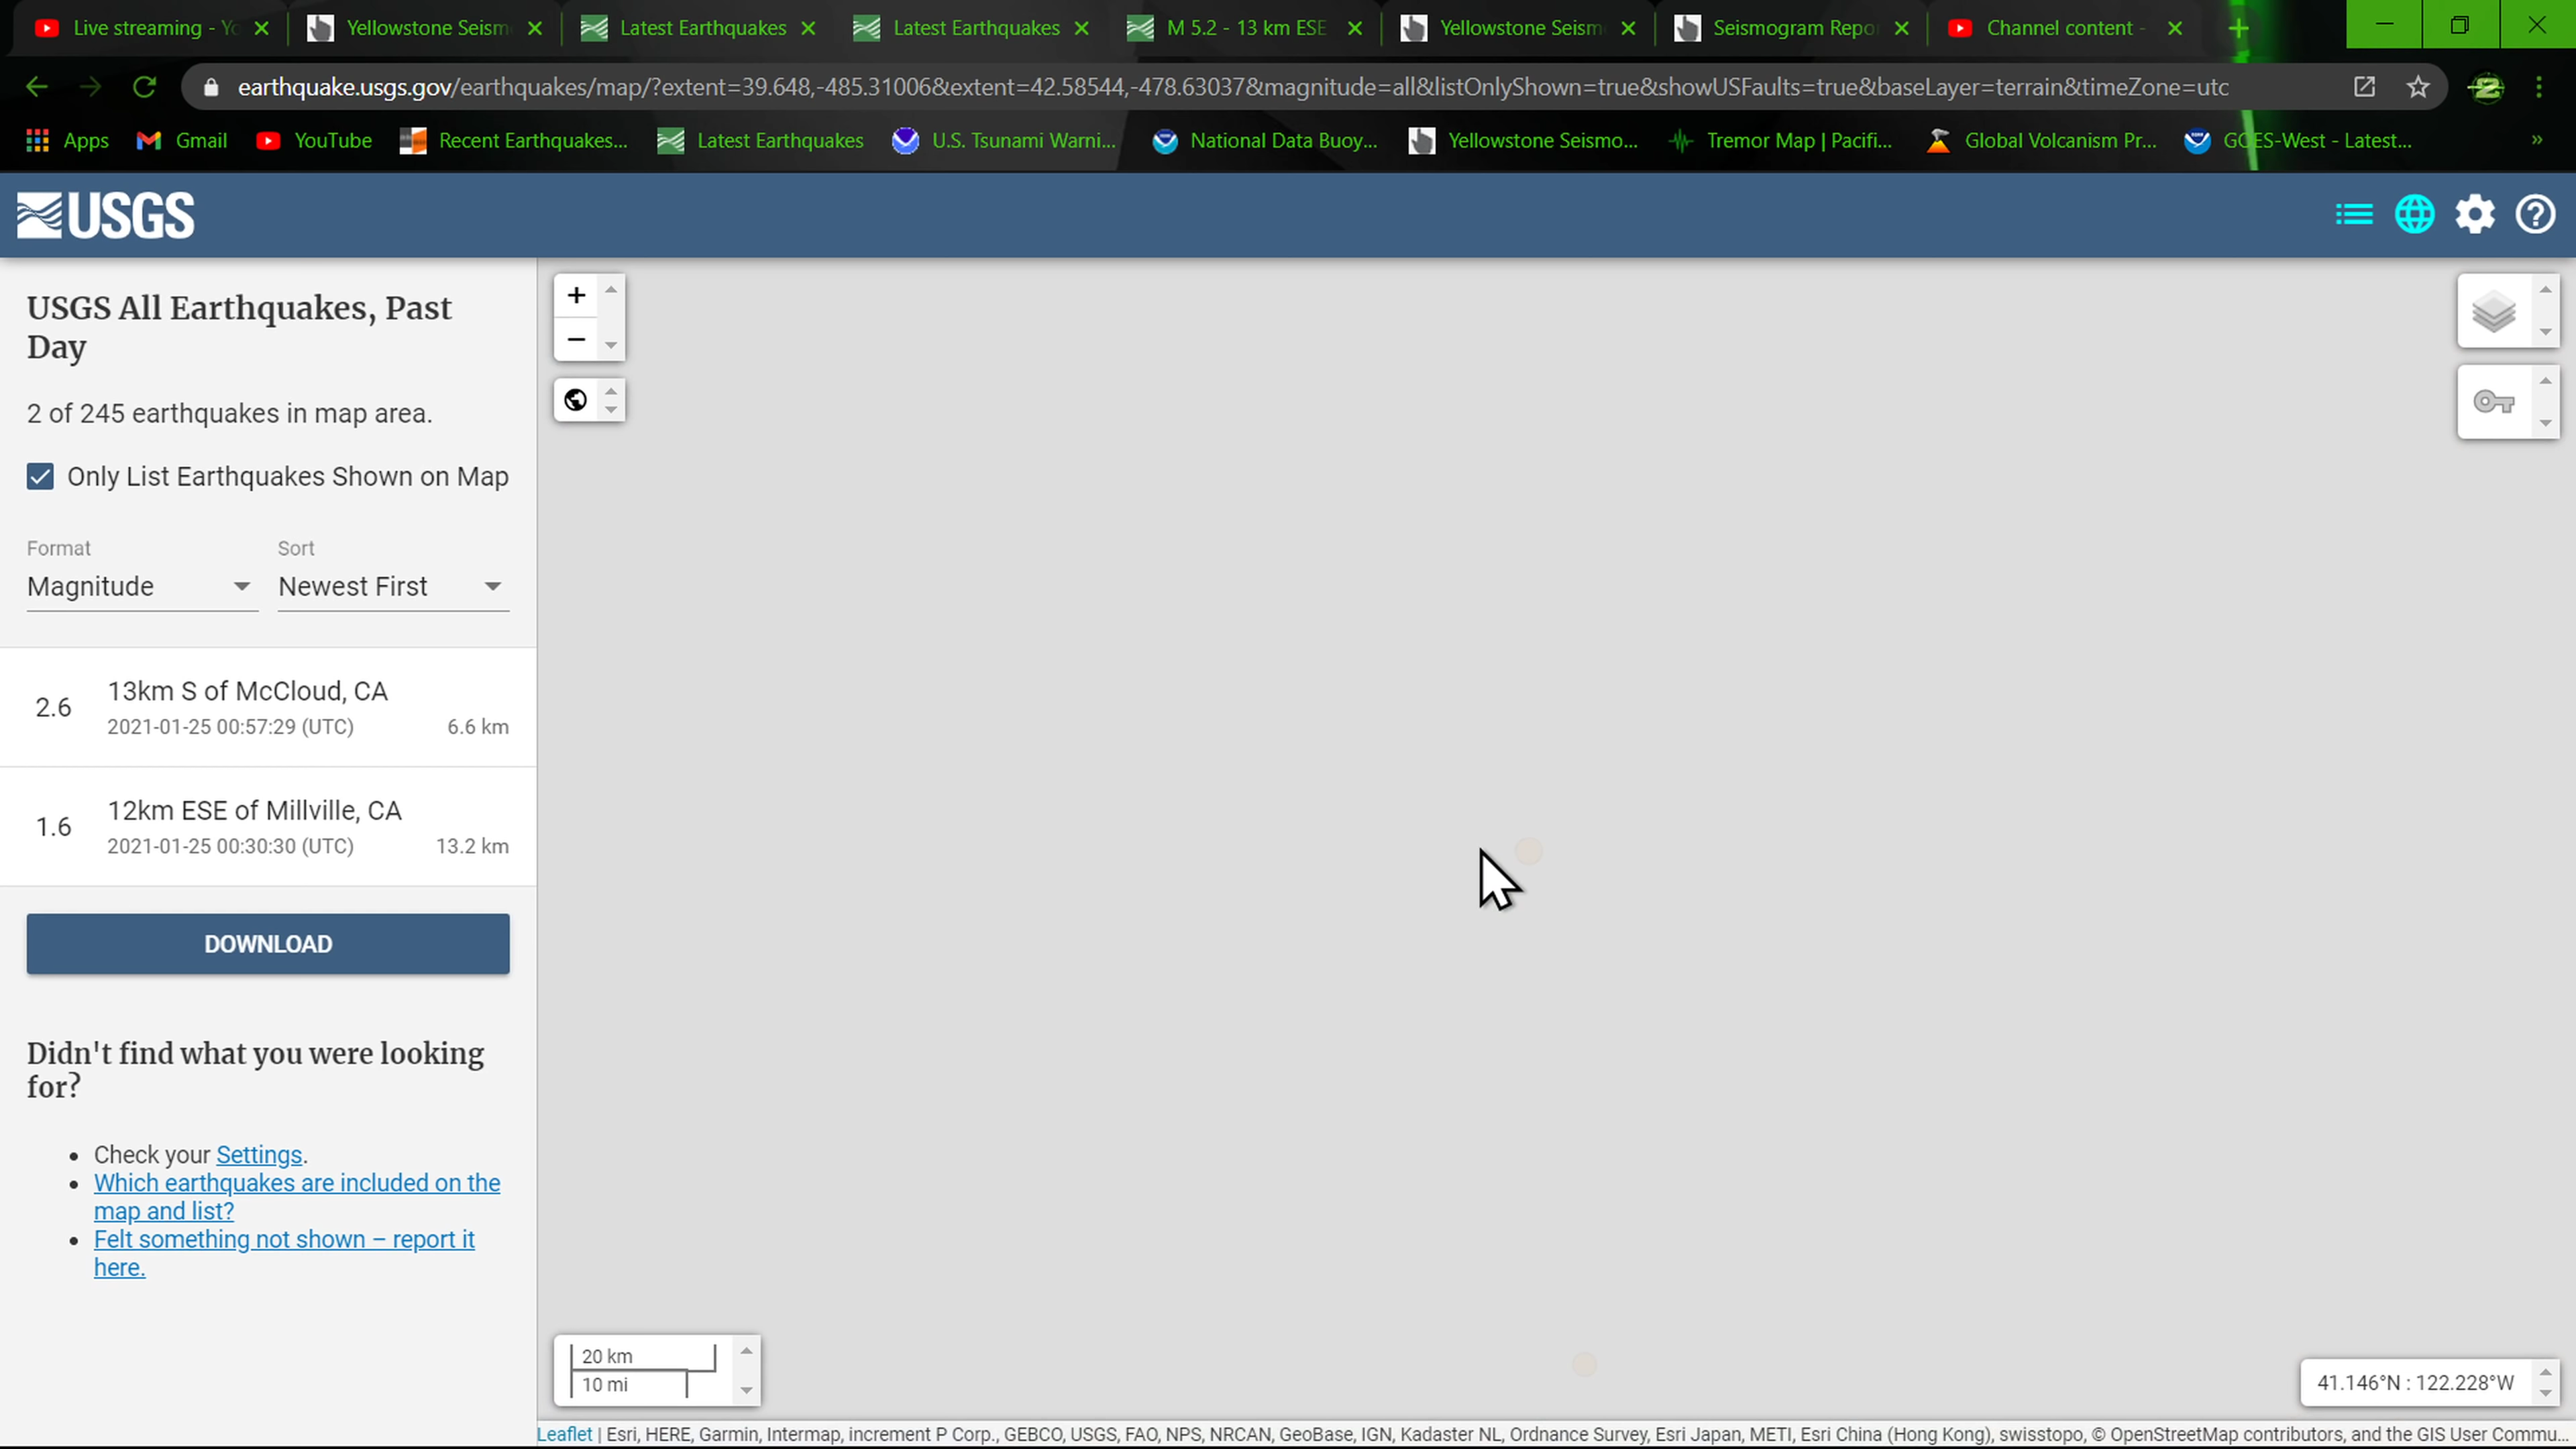 Live streaming - Yo
Yellowstone Seism
Latest Earthquakes
Latest Earthquakes
M 5.2 - 13 km ESE
Yellowstone Seism
Seismogram Repo
Channel content -
earthquake.usgs.gov/earthquakes/map/?extent=39.648,-485.31006&extent=42.58544,-478.63037&magnitude=all&listOnlyShown=true&showUSFaults=true&baseLayer=terrain&timeZone=utc
Apps
Gmail
YouTube
Recent Earthquakes...
Latest Earthquakes
U.S. Tsunami Warni...
National Data Buoy...
Yellowstone Seismo...
Tremor Map | Pacifi...
Global Volcanism Pr...
GOES-West - Latest...
»
USGS
USGS All Earthquakes, Past
Day
2 of 245 earthquakes in map area.
Only List Earthquakes Shown on Map
Format
Sort
Magnitude
Newest First
2.6
13km S of McCloud, CA
2021-01-25 00:57:29 (UTC)
6.6 km
1.6
12km ESE of Millville, CA
2021-01-25 00:30:30 (UTC)
13.2 km
DOWNLOAD
Didn't find what you were looking
for?
• Check your Settings.
• Which earthquakes are included on the
map and list?
• Felt something not shown – report it
here.
+
−
20 km
10 mi
41.146°N : 122.228°W
Leaflet | Esri, HERE, Garmin, Intermap, increment P Corp., GEBCO, USGS, FAO, NPS, NRCAN, GeoBase, IGN, Kadaster NL, Ordnance Survey, Esri Japan, METI, Esri China (Hong Kong), swisstopo, © OpenStreetMap contributors, and the GIS User Commu...